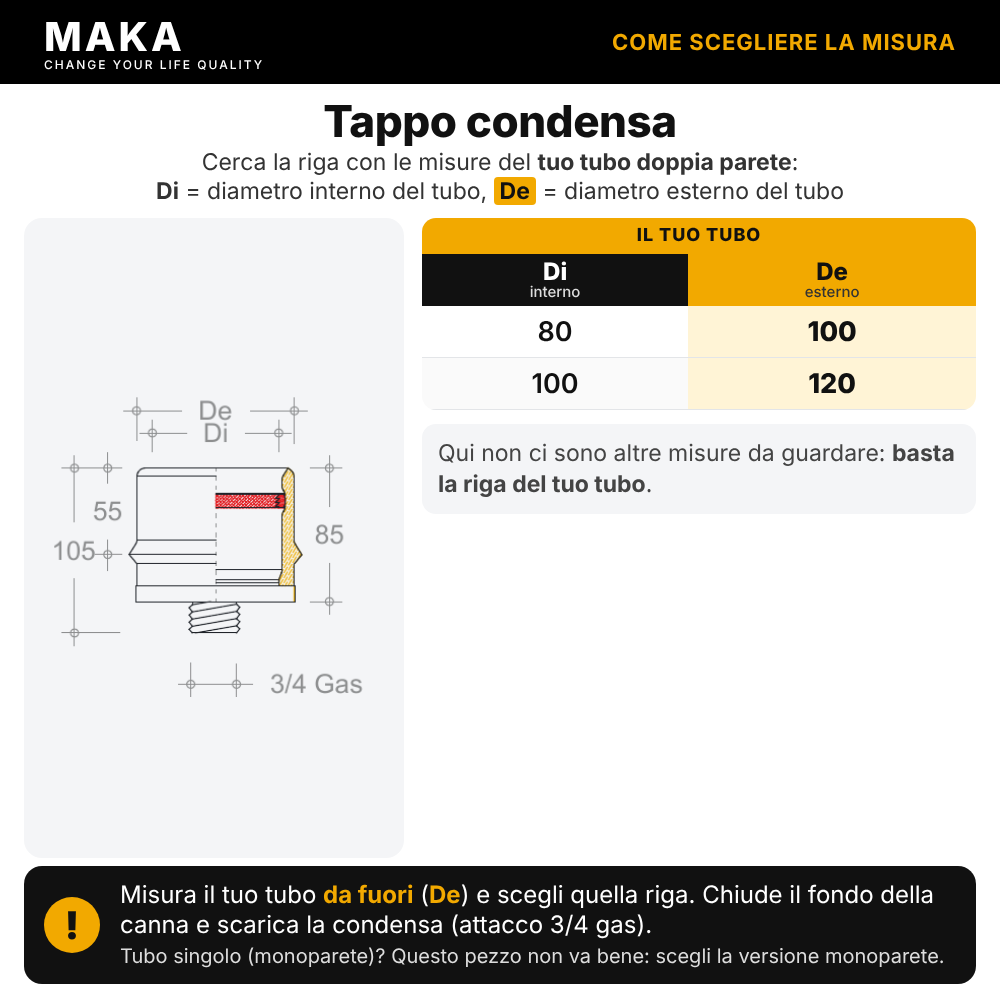 MAKA
CHANGE YOUR LIFE QUALITY
COME SCEGLIERE LA MISURA
Tappo condensa
Cerca la riga con le misure del tuo tubo doppia parete:
Di = diametro interno del tubo, De = diametro esterno del tubo
De
Di
55
105
85
3/4 Gas
IL TUO TUBO
Di De
interno esterno
80 100
100 120
Qui non ci sono altre misure da guardare: basta
la riga del tuo tubo.
!
Misura il tuo tubo da fuori (De) e scegli quella riga. Chiude il fondo della
canna e scarica la condensa (attacco 3/4 gas).
Tubo singolo (monoparete)? Questo pezzo non va bene: scegli la versione monoparete.